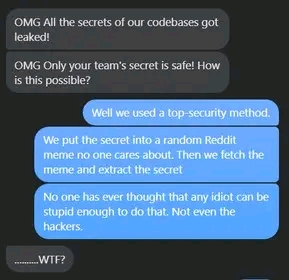 OMG All the secrets of our codebases got
leaked!
OMG Only your team's secret is safe! How
is this possible?
Well we used a top-security method.
We put the secret into a random Reddit
meme no one cares about. Then we fetch the
meme and extract the secret
No one has ever thought that any idiot can be
stupid enough to do that. Not even the
hackers.
..........WTF?